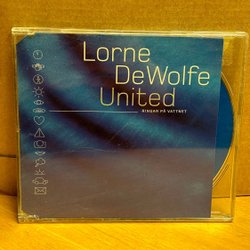 Lorne
DeWolfe
United
RINGAR PÅ VATTNET